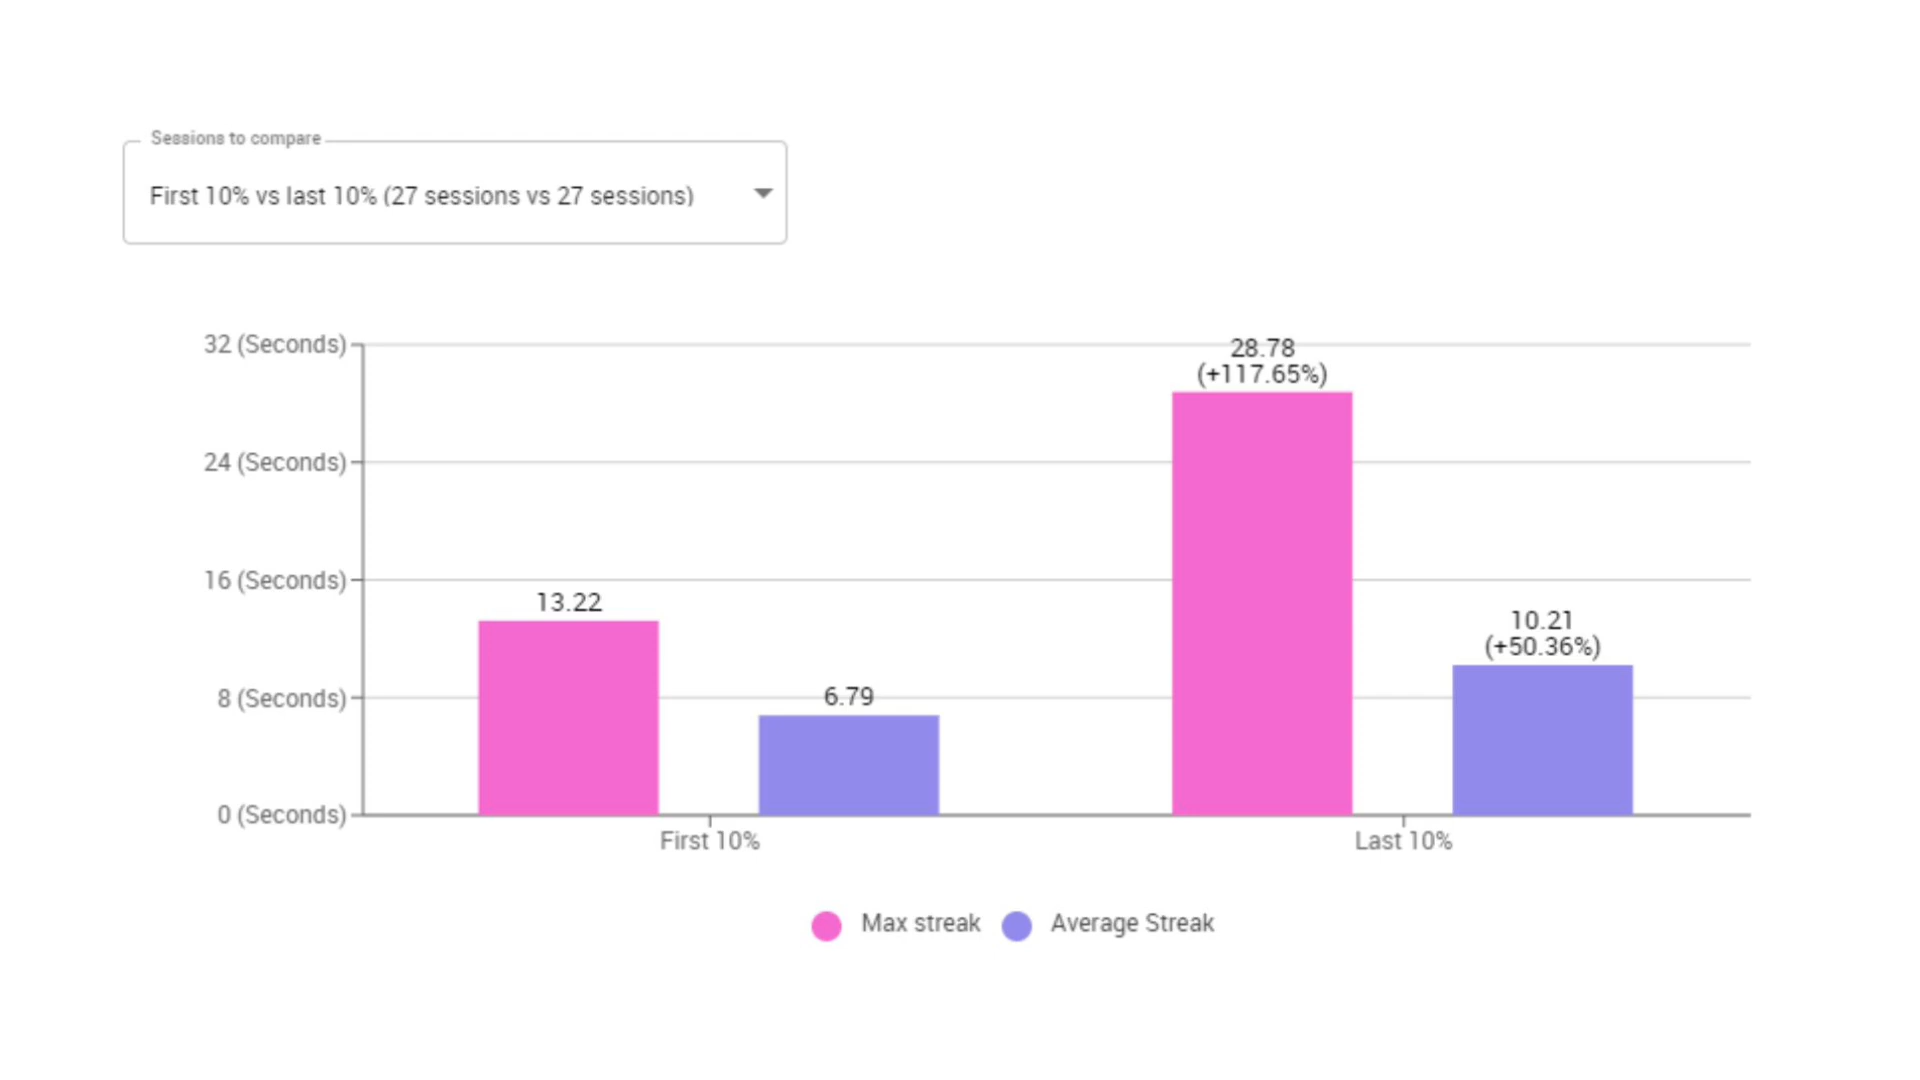 Sessions to compare
First 10% vs last 10% (27 sessions vs 27 sessions)
32 (Seconds)
24 (Seconds)
16 (Seconds)
8 (Seconds)
0 (Seconds)
13.22
6.79
28.78
(+117.65%)
10.21
(+50.36%)
First 10%
Last 10%
Max streak
Average Streak